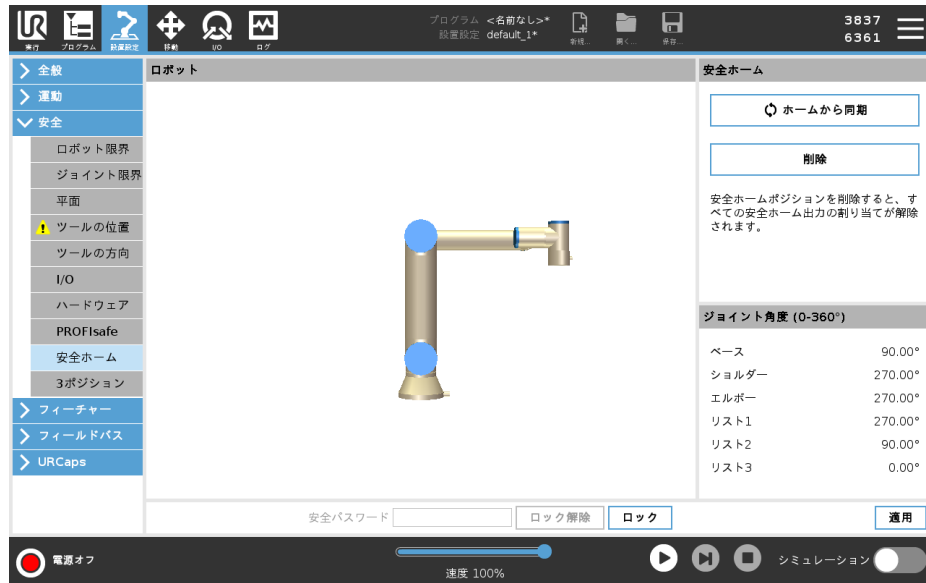 UR
実行
プログラム
設置設定
移動
I/O
ログ
プログラム <名前なし>*
設置設定 default_1*
新規...
開く...
保存...
3837
6361
全般
運動
安全
ロボット限界
ジョイント限界
平面
ツールの位置
ツールの方向
I/O
ハードウェア
PROFIsafe
安全ホーム
3ポジション
フィーチャー
フィールドバス
URCaps
ロボット
安全ホーム
ホームから同期
削除
安全ホームポジションを削除すると、す
べての安全ホーム出力の割り当てが解除
されます。
ジョイント角度 (0-360°)
ベース 90.00°
ショルダー 270.00°
エルボー 270.00°
リスト1 270.00°
リスト2 90.00°
リスト3 0.00°
安全パスワード ロック解除 ロック
適用
電源オフ
速度 100%
シミュレーション